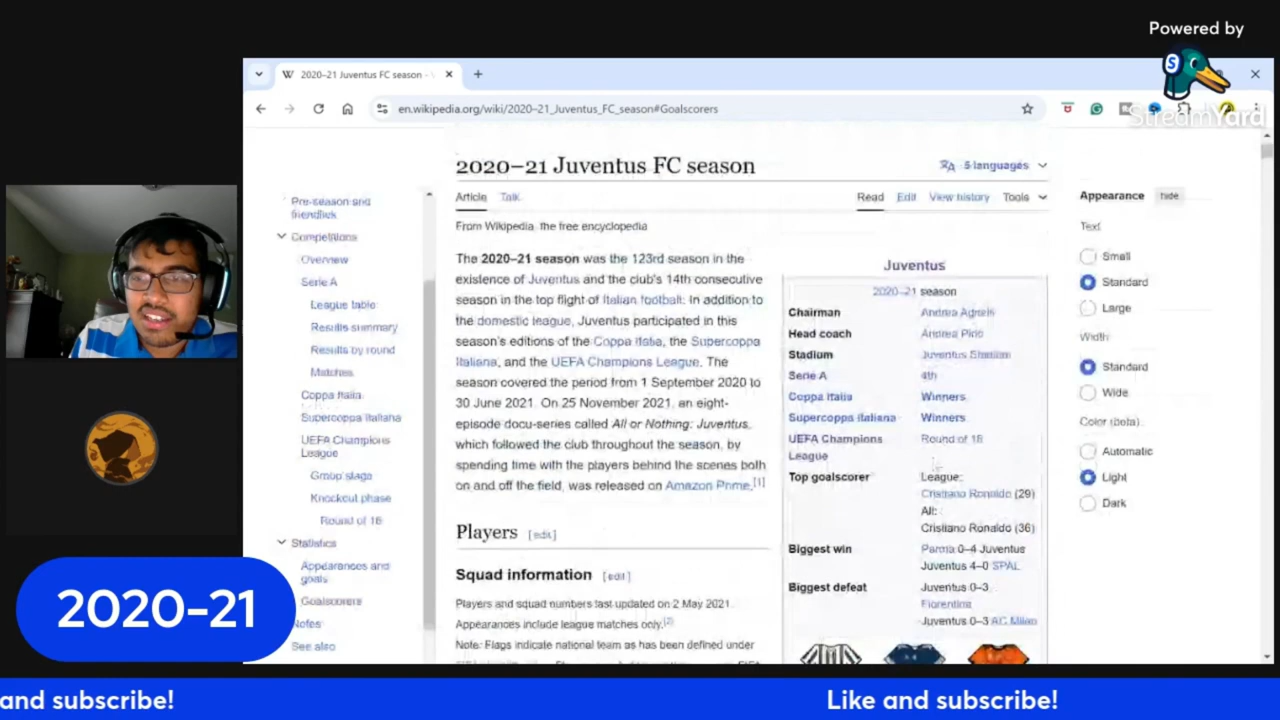 Powered by
StreamYard
2020–21 Juventus FC season -
en.wikipedia.org/wiki/2020–21_Juventus_FC_season#Goalscorers
2020–21 Juventus FC season
5 languages
Article Talk
Read Edit View history Tools
From Wikipedia the free encyclopedia
The 2020–21 season was the 123rd season in the
existence of Juventus and the club's 14th consecutive
season in the top flight of Italian football. In addition to
the domestic league, Juventus participated in this
season's editions of the Coppa Italia, the Supercoppa
Italiana, and the UEFA Champions League. The
season covered the period from 1 September 2020 to
30 June 2021. On 25 November 2021, an eight-
episode docu-series called All or Nothing: Juventus,
which followed the club throughout the season, by
spending time with the players behind the scenes both
on and off the field, was released on Amazon Prime.[1]
Players [edit]
Squad information [edit]
Players and squad numbers last updated on 2 May 2021
Appearances include league matches only.[2]
Note: Flags indicate national team as has been defined under
Juventus
2020–21 season
Chairman Andrea Agnelli
Head coach Andrea Pirlo
Stadium Juventus Stadium
Serie A 4th
Coppa Italia Winners
Supercoppa Italiana Winners
UEFA Champions Round of 16
League
Top goalscorer League:
Cristiano Ronaldo (29)
All:
Cristiano Ronaldo (36)
Biggest win Parma 0–4 Juventus
Juventus 4–0 SPAL
Biggest defeat Juventus 0–3
Fiorentina
Juventus 0–3 AC Milan
Pre-season and
friendlies
Competitions
Overview
Serie A
League table
Results summary
Results by round
Matches
Coppa Italia
Supercoppa Italiana
UEFA Champions
League
Group stage
Knockout phase
Round of 16
Statistics
Appearances and
goals
Goalscorers
Notes
See also
Appearance hide
Text
Small
Standard
Large
Width
Standard
Wide
Color (beta)
Automatic
Light
Dark
2020-21
and subscribe!
Like and subscribe!